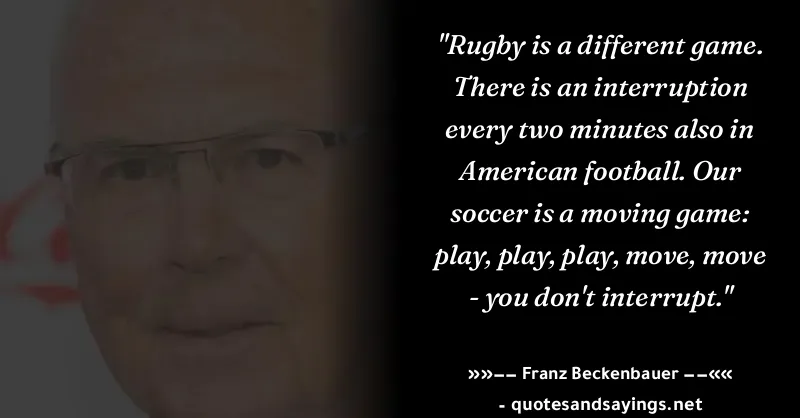 "Rugby is a different game.
There is an interruption
every two minutes also in
American football. Our
soccer is a moving game:
play, play, play, move, move
- you don't interrupt."
»»–– Franz Beckenbauer ––««
- quotesandsayings.net